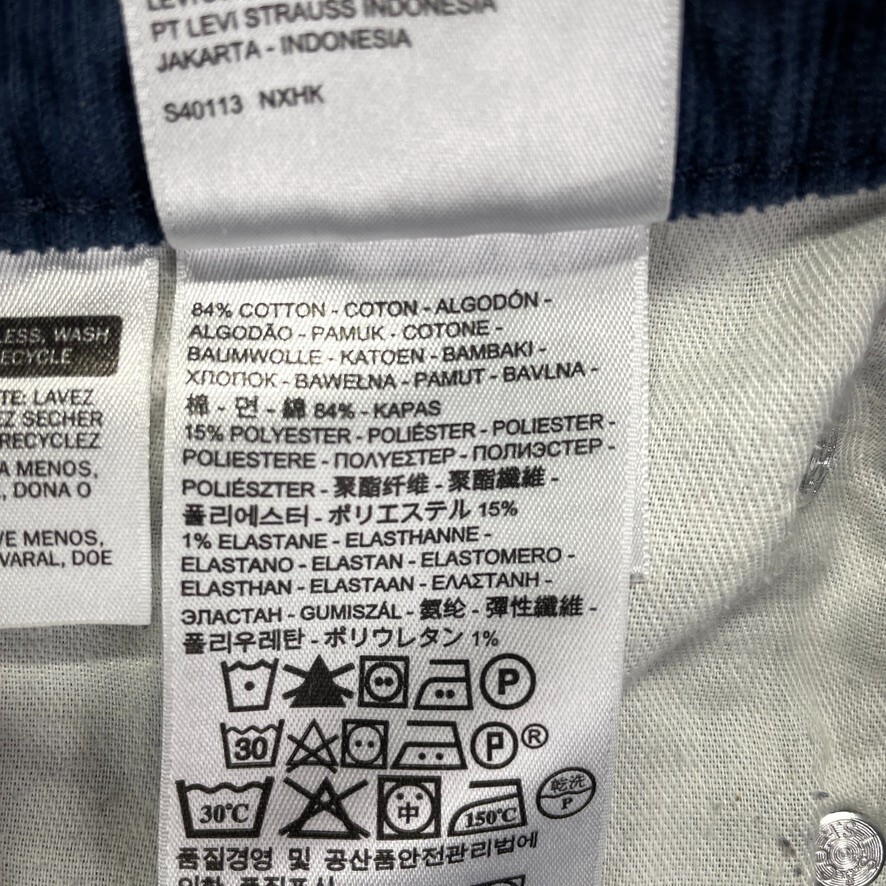 PT LEVI STRAUSS INDONESIA
JAKARTA - INDONESIA
S40113 NXHK
LESS, WASH
RECYCLE
TE: LAVEZ
EZ SECHER
RECYCLEZ
A MENOS,
, DONA O
VE MENOS,
VARAL, DOE
84% COTTON - COTON - ALGODÓN -
ALGODÃO - PAMUK - COTONE -
BAUMWOLLE - KATOEN - BAMBAKI -
ХЛОПОК - BAWEŁNA - PAMUT - BAVLNA -
棉 - 면 - 綿 84% - KAPAS
15% POLYESTER - POLIÉSTER - POLIESTER -
POLIESTERE - ΠΟΛΥΕΣΤΕΡ - ПОЛИЭСТЕР -
POLIÉSZTER - 聚酯纤维 - 聚酯纖維 -
폴리에스터 - ポリエステル 15%
1% ELASTANE - ELASTHANNE -
ELASTANO - ELASTAN - ELASTOMERO -
ELASTHAN - ELASTAAN - ΕΛΑΣΤΑΝΗ -
ЭЛАСТАН - GUMISZÁL - 氨纶 - 彈性纖維 -
폴리우레탄 - ポリウレタン 1%
P
30
P ®
30℃
中
150℃
乾洗
P
품질경영 및 공산품안전관리법에
의한 품질표시